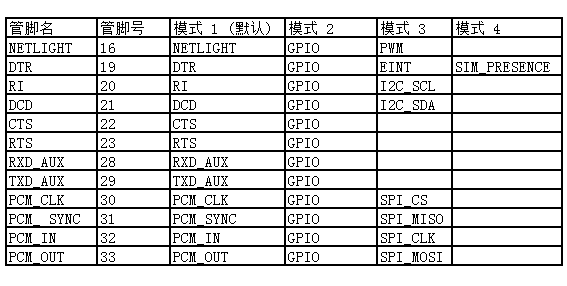 管脚名 管脚号 模式 1 (默认) 模式 2 模式 3 模式 4
NETLIGHT 16 NETLIGHT GPIO PWM
DTR 19 DTR GPIO EINT SIM_PRESENCE
RI 20 RI GPIO I2C_SCL
DCD 21 DCD GPIO I2C_SDA
CTS 22 CTS GPIO
RTS 23 RTS GPIO
RXD_AUX 28 RXD_AUX GPIO
TXD_AUX 29 TXD_AUX GPIO
PCM_CLK 30 PCM_CLK GPIO SPI_CS
PCM_ SYNC 31 PCM_SYNC GPIO SPI_MISO
PCM_IN 32 PCM_IN GPIO SPI_CLK
PCM_OUT 33 PCM_OUT GPIO SPI_MOSI